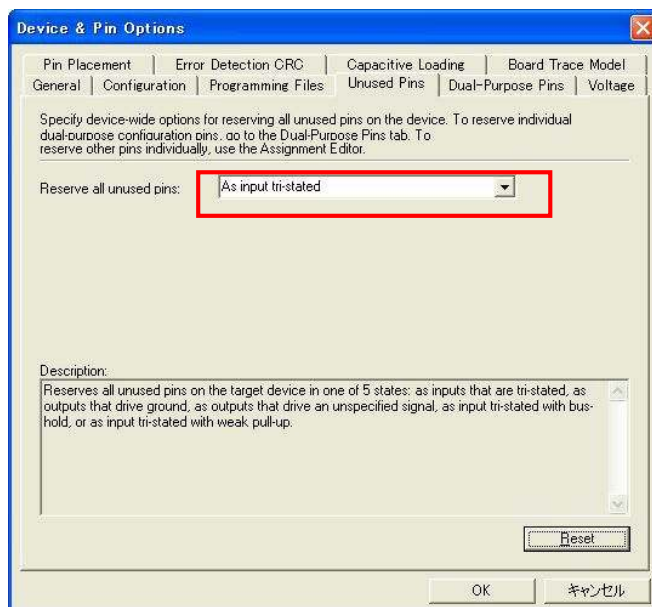 Device & Pin Options
Pin Placement
Error Detection CRC
Capacitive Loading
Board Trace Model
General
Configuration
Programming Files
Unused Pins
Dual-Purpose Pins
Voltage
Specify device-wide options for reserving all unused pins on the device. To reserve individual
dual-purpose configuration pins, go to the Dual-Purpose Pins tab. To
reserve other pins individually, use the Assignment Editor.
Reserve all unused pins:
As input tri-stated
Description:
Reserves all unused pins on the target device in one of 5 states: as inputs that are tri-stated, as
outputs that drive ground, as outputs that drive an unspecified signal, as input tri-stated with bus-
hold, or as input tri-stated with weak pull-up.
Reset
OK
キャンセル